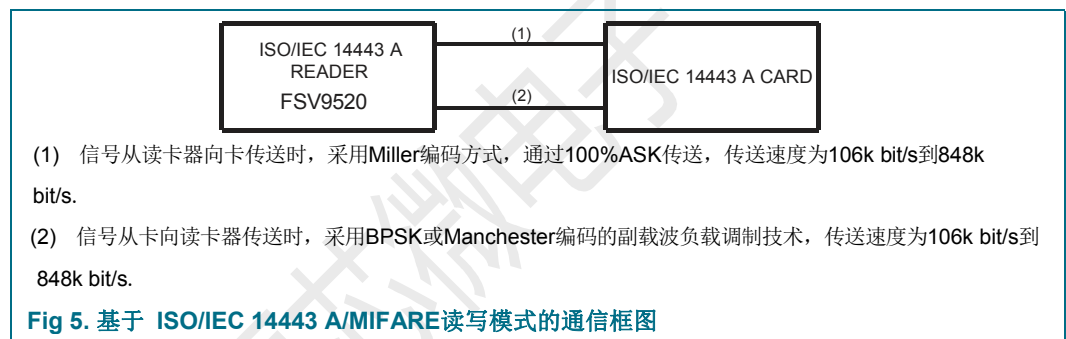 ISO/IEC 14443 A
READER
FSV9520
(1)
(2)
ISO/IEC 14443 A CARD
(1) 信号从读卡器向卡传送时，采用Miller编码方式，通过100%ASK传送，传送速度为106k bit/s到848k
bit/s.
(2) 信号从卡向读卡器传送时，采用BPSK或Manchester编码的副载波负载调制技术，传送速度为106k bit/s到
848k bit/s.
Fig 5. 基于 ISO/IEC 14443 A/MIFARE读写模式的通信框图